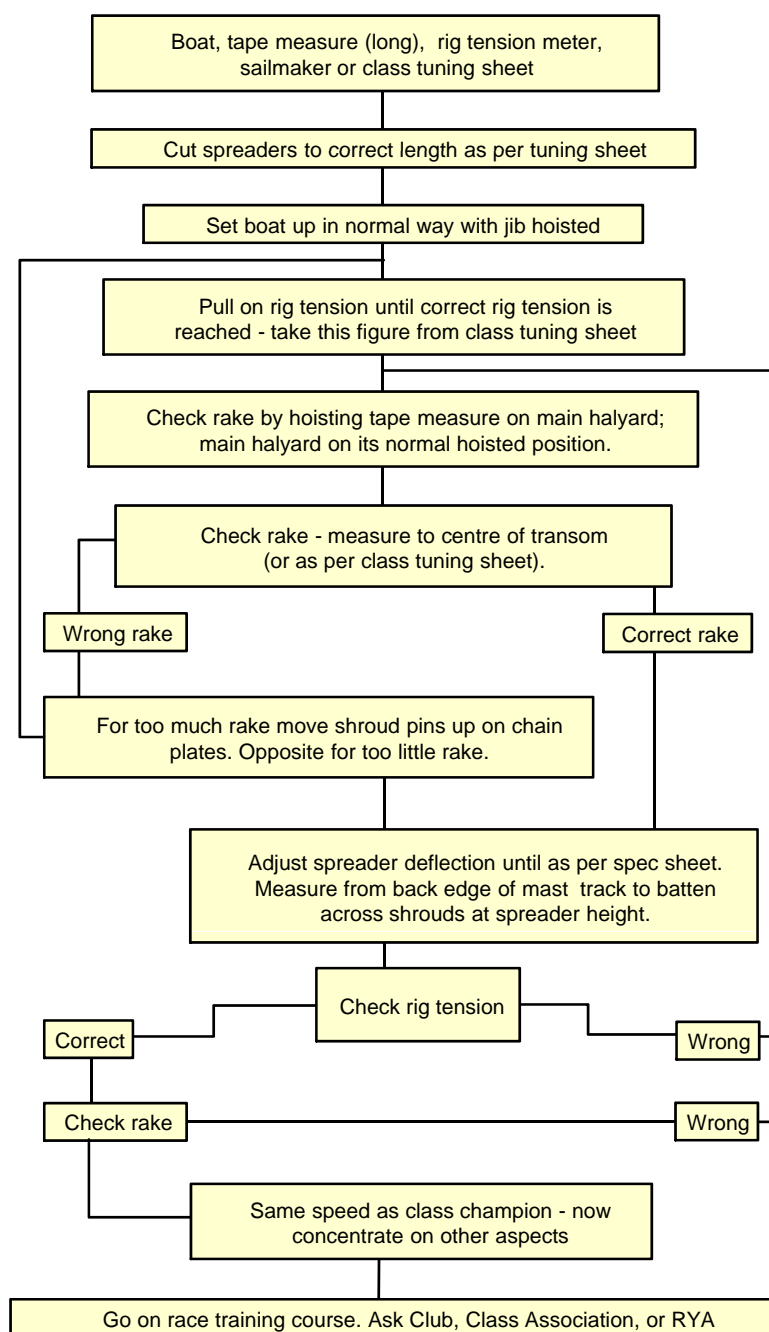 Boat, tape measure (long), rig tension meter,
sailmaker or class tuning sheet
Cut spreaders to correct length as per tuning sheet
Set boat up in normal way with jib hoisted
Pull on rig tension until correct rig tension is
reached - take this figure from class tuning sheet
Check rake by hoisting tape measure on main halyard;
main halyard on its normal hoisted position.
Check rake - measure to centre of transom
(or as per class tuning sheet).
Wrong rake
Correct rake
For too much rake move shroud pins up on chain
plates. Opposite for too little rake.
Adjust spreader deflection until as per spec sheet.
Measure from back edge of mast track to batten
across shrouds at spreader height.
Check rig tension
Correct
Wrong
Check rake
Wrong
Same speed as class champion - now
concentrate on other aspects
Go on race training course. Ask Club, Class Association, or RYA